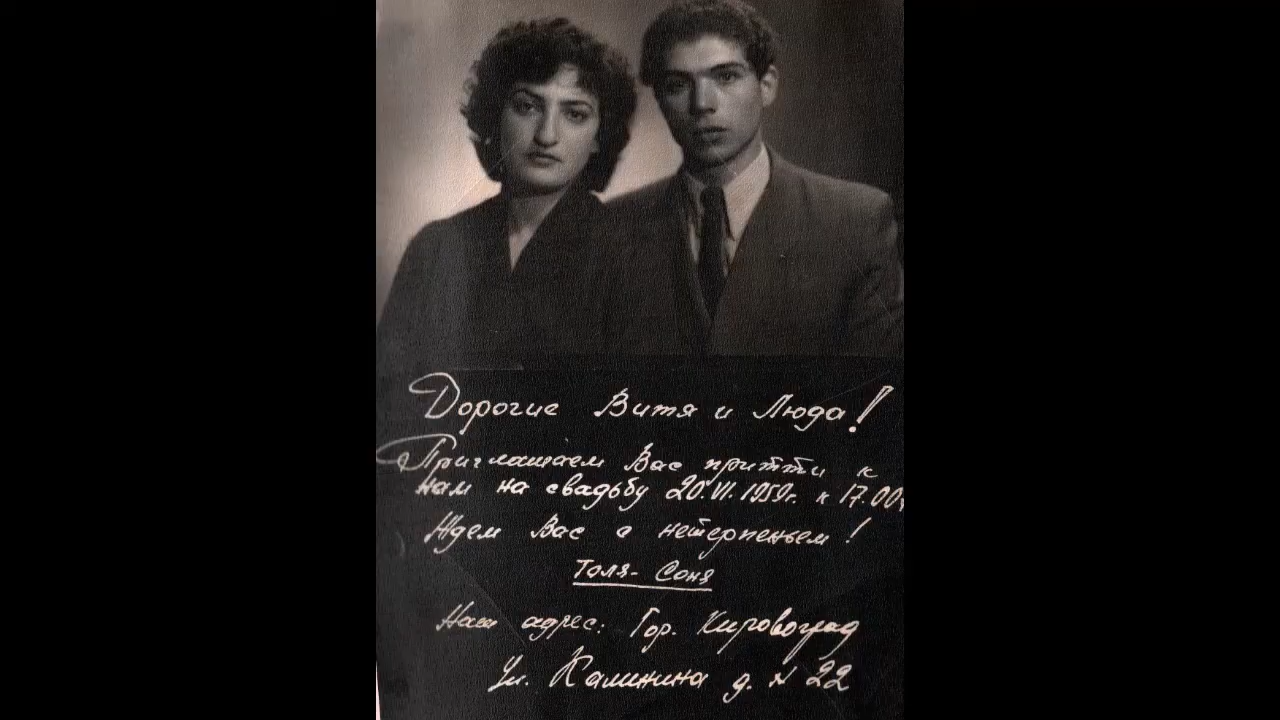 Дорогие Витя и Люда!
Приглашаем Вас притти к
нам на свадьбу 20.VI.1959г. к 17.00ч
Ждем Вас с нетерпеньем!
Толя- Соня
Наш адрес: Гор. Кировоград
Ул. Калинина д. № 22